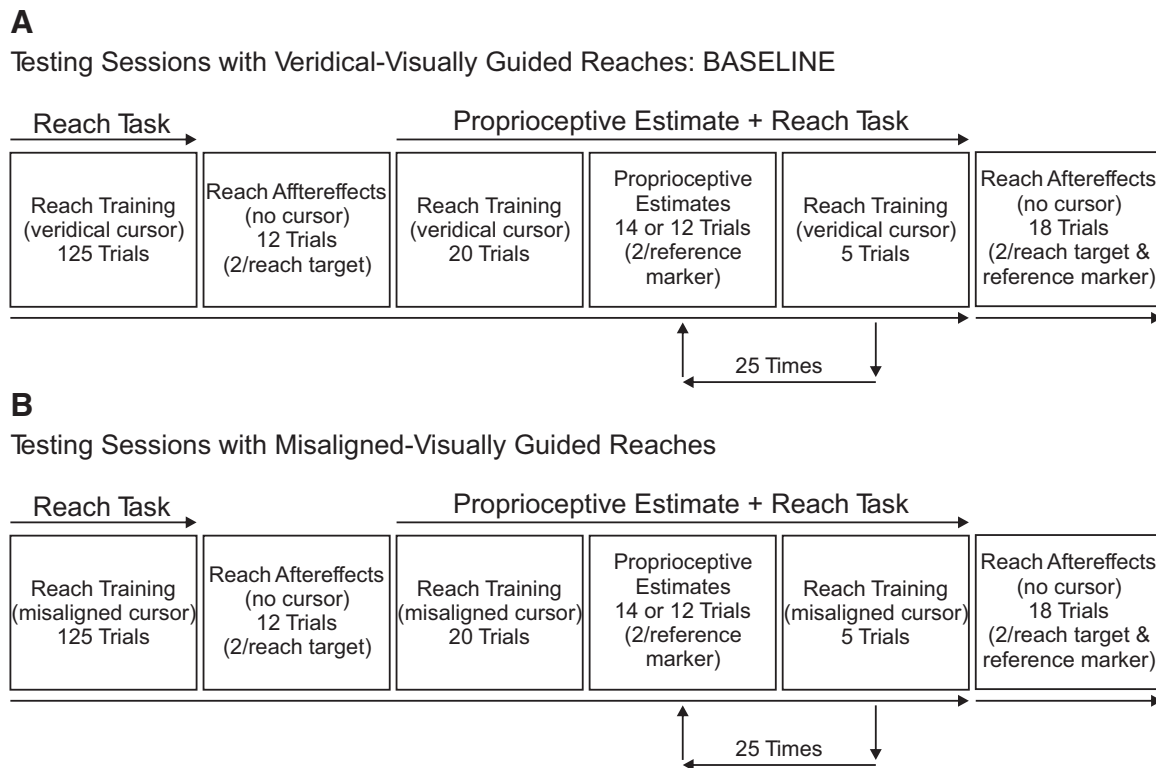 A
Testing Sessions with Veridical-Visually Guided Reaches: BASELINE
Reach Task
Proprioceptive Estimate + Reach Task
Reach Training
(veridical cursor)
125 Trials
Reach Aftereffects
(no cursor)
12 Trials
(2/reach target)
Reach Training
(veridical cursor)
20 Trials
Proprioceptive
Estimates
14 or 12 Trials
(2/reference
marker)
Reach Training
(veridical cursor)
5 Trials
Reach Aftereffects
(no cursor)
18 Trials
(2/reach target &
reference marker)
25 Times
B
Testing Sessions with Misaligned-Visually Guided Reaches
Reach Task
Proprioceptive Estimate + Reach Task
Reach Training
(misaligned cursor)
125 Trials
Reach Aftereffects
(no cursor)
12 Trials
(2/reach target)
Reach Training
(misaligned cursor)
20 Trials
Proprioceptive
Estimates
14 or 12 Trials
(2/reference
marker)
Reach Training
(misaligned cursor)
5 Trials
Reach Aftereffects
(no cursor)
18 Trials
(2/reach target &
reference marker)
25 Times